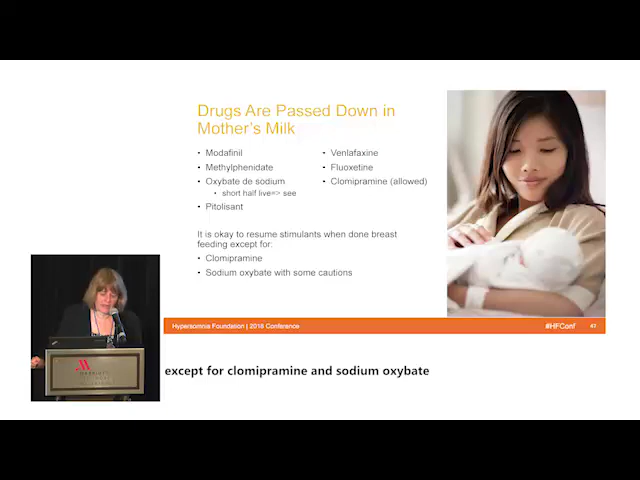 Drugs Are Passed Down in
Mother's Milk
• Modafinil
• Methylphenidate
• Oxybate de sodium
• short half live=> see
• Pitolisant
• Venlafaxine
• Fluoxetine
• Clomipramine (allowed)
It is okay to resume stimulants when done breast
feeding except for:
• Clomipramine
• Sodium oxybate with some cautions
Hypersomnia Foundation | 2018 Conference
#HFConf
47
except for clomipramine and sodium oxybate